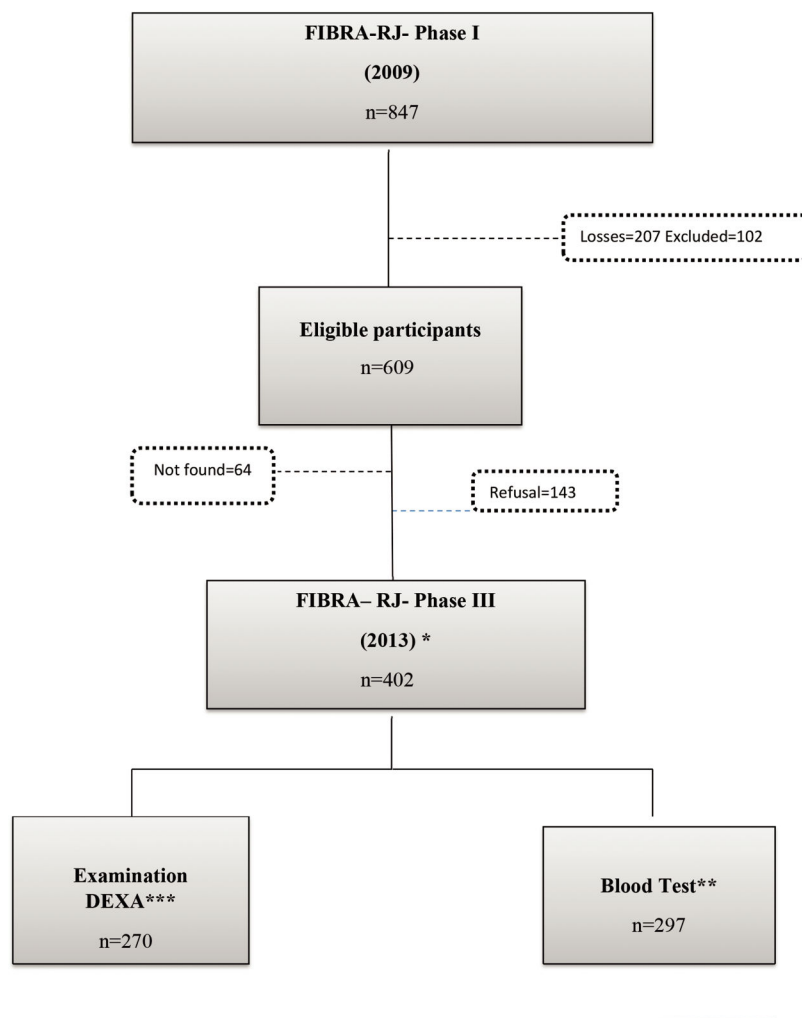 FIBRA-RJ- Phase I
(2009)
n=847
Losses=207 Excluded=102
Eligible participants
n=609
Not found=64
Refusal=143
FIBRA– RJ- Phase III
(2013) *
n=402
Examination
DEXA***
n=270
Blood Test**
n=297